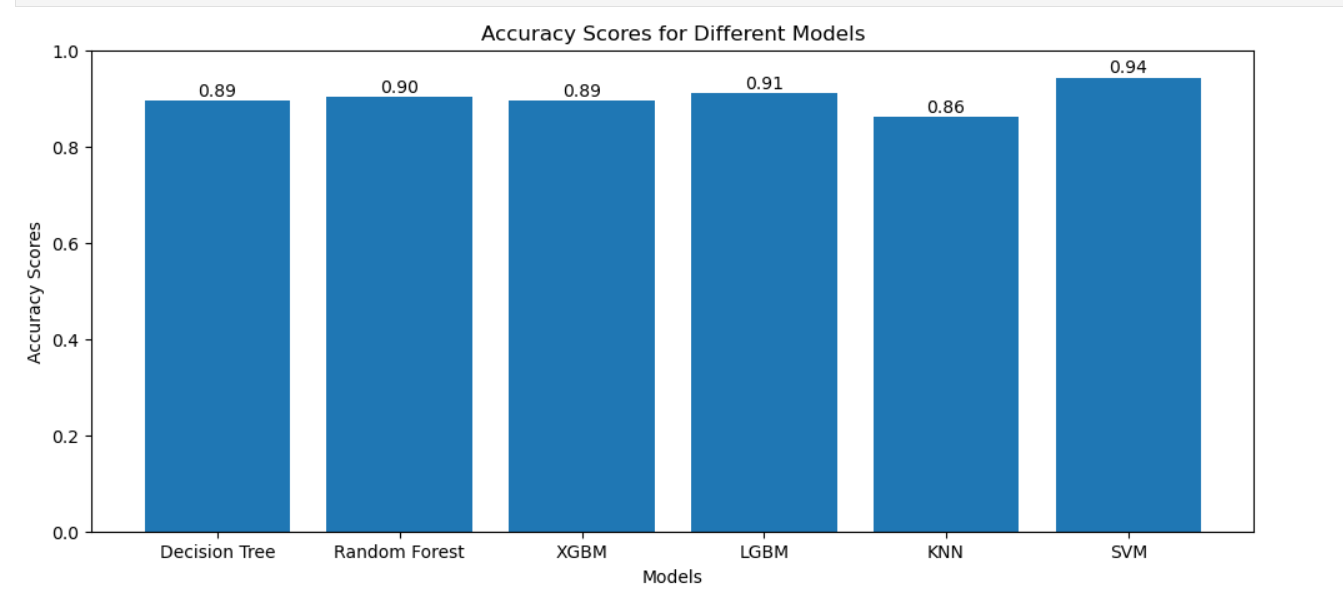 Accuracy Scores for Different Models
1.0
0.8
0.6
0.4
0.2
0.0
Accuracy Scores
0.89
0.90
0.89
0.91
0.86
0.94
Decision Tree
Random Forest
XGBM
LGBM
KNN
SVM
Models